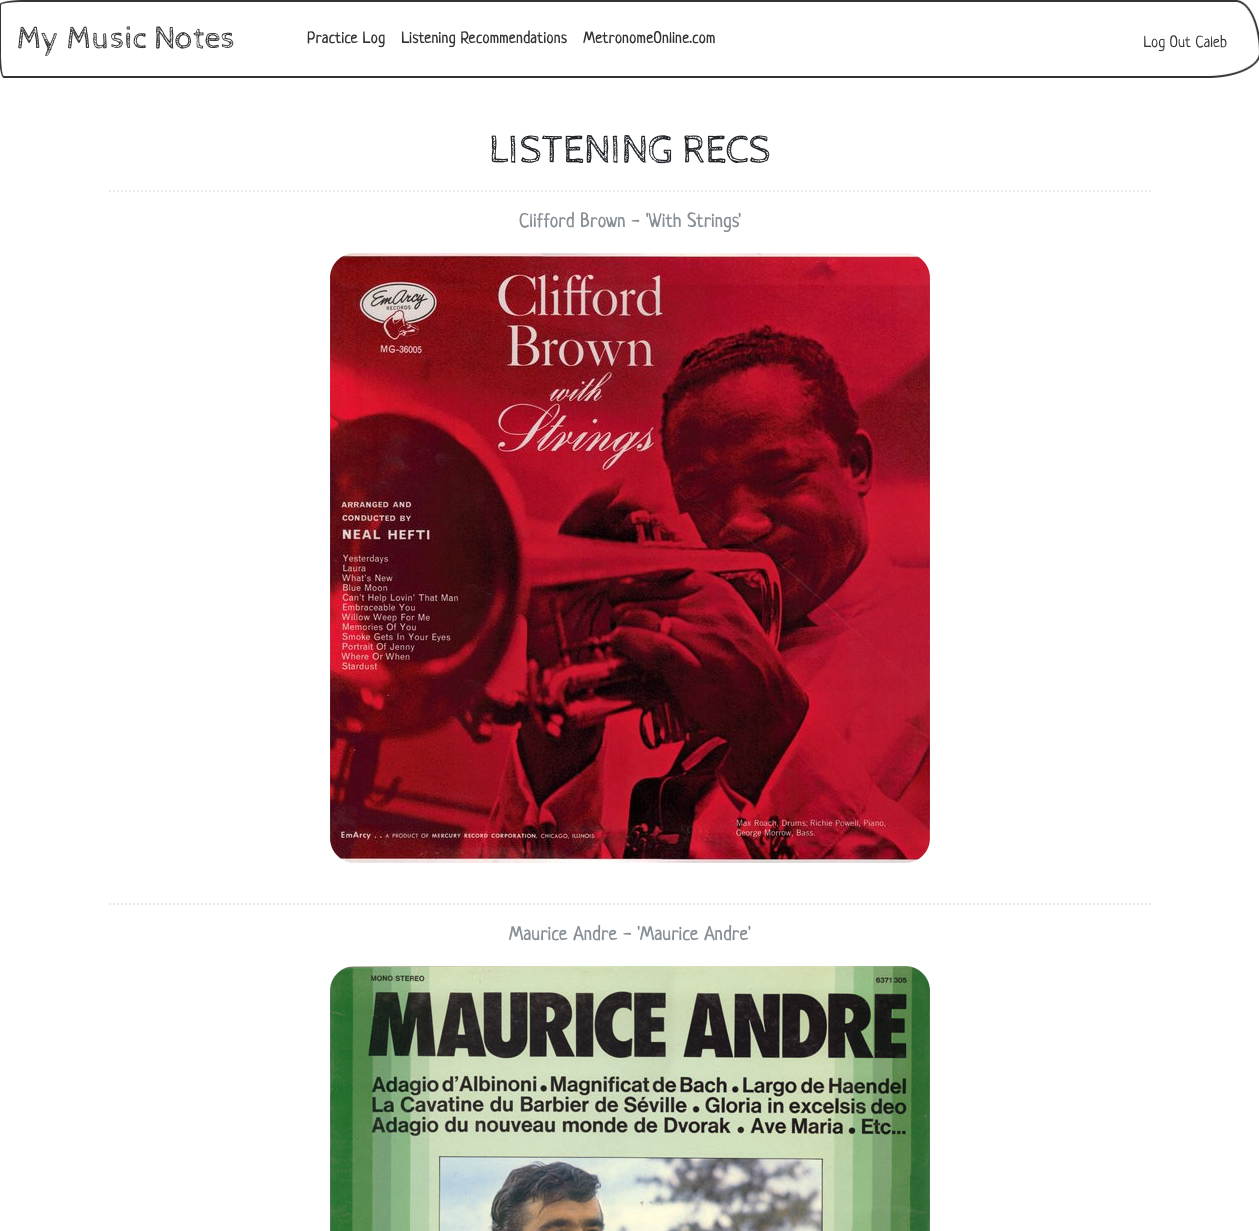 My Music Notes
Practice Log
Listening Recommendations
MetronomeOnline.com
Log Out Caleb
LISTENING RECS
Clifford Brown - 'With Strings'
EmArcy
RECORDS
MG-36005
Clifford
Brown
with
Strings
ARRANGED AND
CONDUCTED BY
NEAL HEFTI
Yesterdays
Laura
What's New
Blue Moon
Can't Help Lovin' That Man
Embraceable You
Willow Weep For Me
Memories Of You
Smoke Gets In Your Eyes
Portrait Of Jenny
Where Or When
Stardust
EmArcy . . A PRODUCT OF MERCURY RECORD CORPORATION, CHICAGO, ILLINOIS
Max Roach, Drums; Richie Powell, Piano,
George Morrow, Bass.
Maurice Andre - 'Maurice Andre'
MONO STEREO
6371 305
MAURICE ANDRE
Adagio d'Albinoni • Magnificat de Bach • Largo de Haendel
La Cavatine du Barbier de Séville • Gloria in excelsis deo
Adagio du nouveau monde de Dvorak • Ave Maria • Etc...